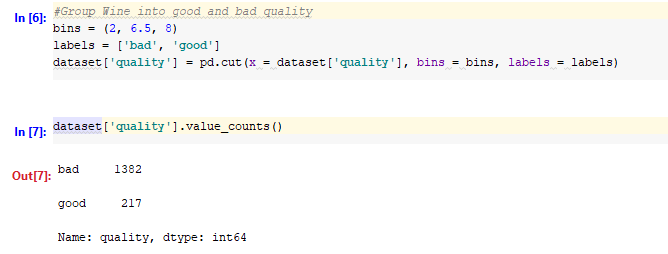 In [6]: #Group Wine into good and bad quality
bins = (2, 6.5, 8)
labels = ['bad', 'good']
dataset['quality'] = pd.cut(x = dataset['quality'], bins = bins, labels = labels)
In [7]: dataset['quality'].value_counts()
Out[7]: bad 1382
good 217
Name: quality, dtype: int64